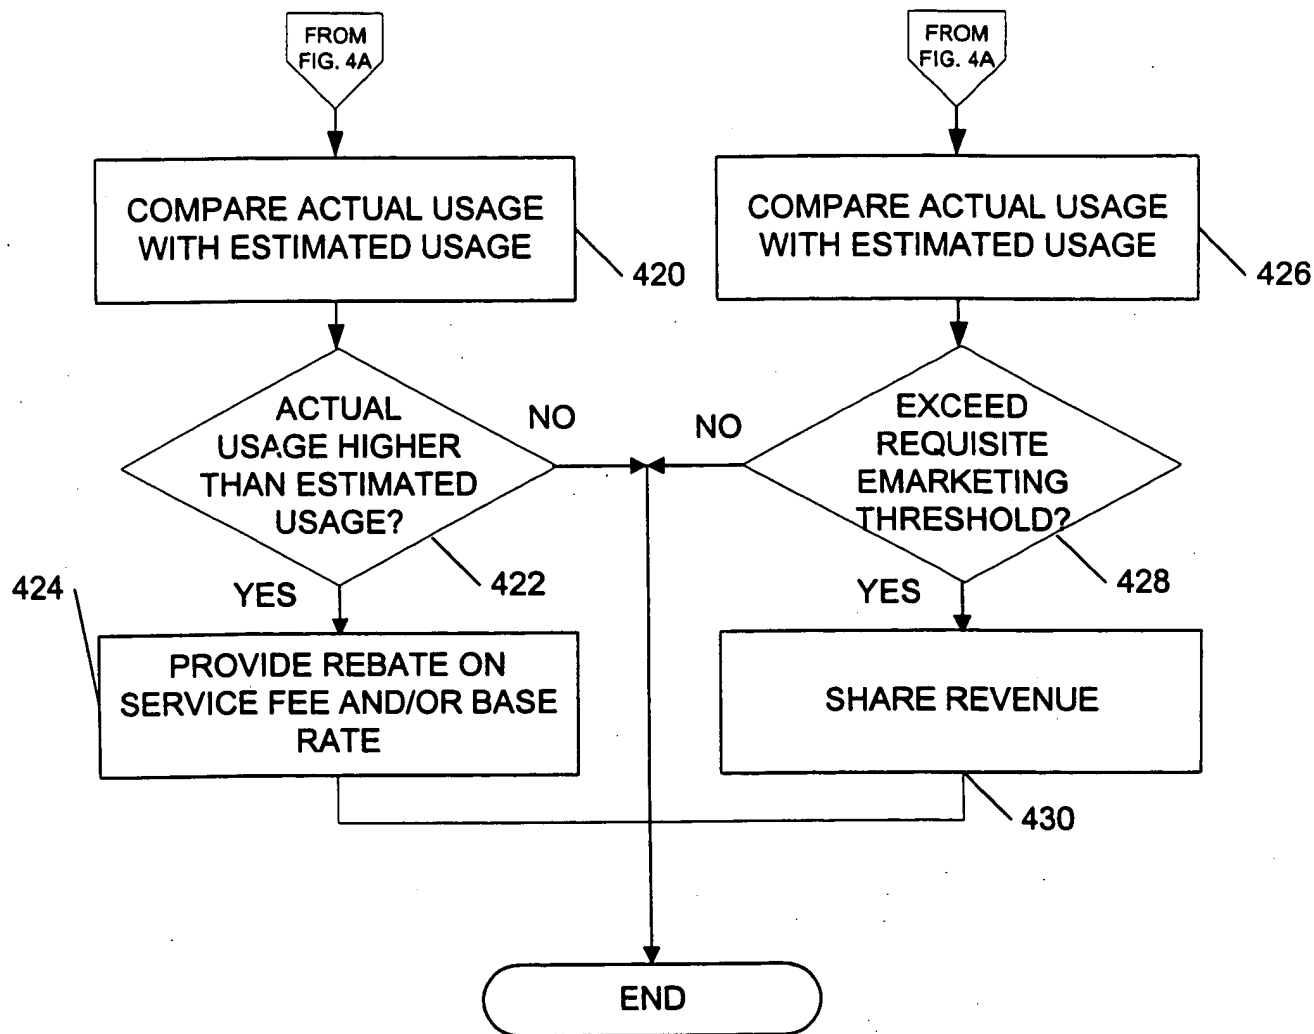 FROM
FIG. 4A
FROM
FIG. 4A
COMPARE ACTUAL USAGE
WITH ESTIMATED USAGE
420
COMPARE ACTUAL USAGE
WITH ESTIMATED USAGE
426
ACTUAL
USAGE HIGHER
THAN ESTIMATED
USAGE?
NO
422
YES
NO
EXCEED
REQUISITE
EMARKETING
THRESHOLD?
428
YES
424
PROVIDE REBATE ON
SERVICE FEE AND/OR BASE
RATE
SHARE REVENUE
430
END